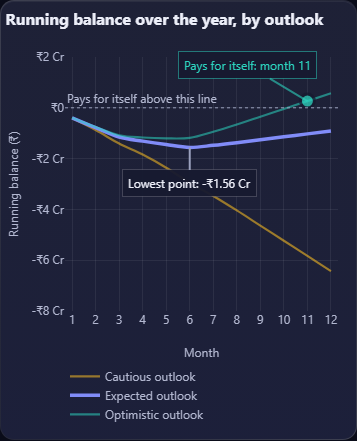 Running balance over the year, by outlook
₹2 Cr
Pays for itself: month 11
Pays for itself above this line
₹0
-₹2 Cr
Lowest point: -₹1.56 Cr
-₹4 Cr
-₹6 Cr
-₹8 Cr
Running balance (₹)
1 2 3 4 5 6 7 8 9 10 11 12
Month
Cautious outlook
Expected outlook
Optimistic outlook